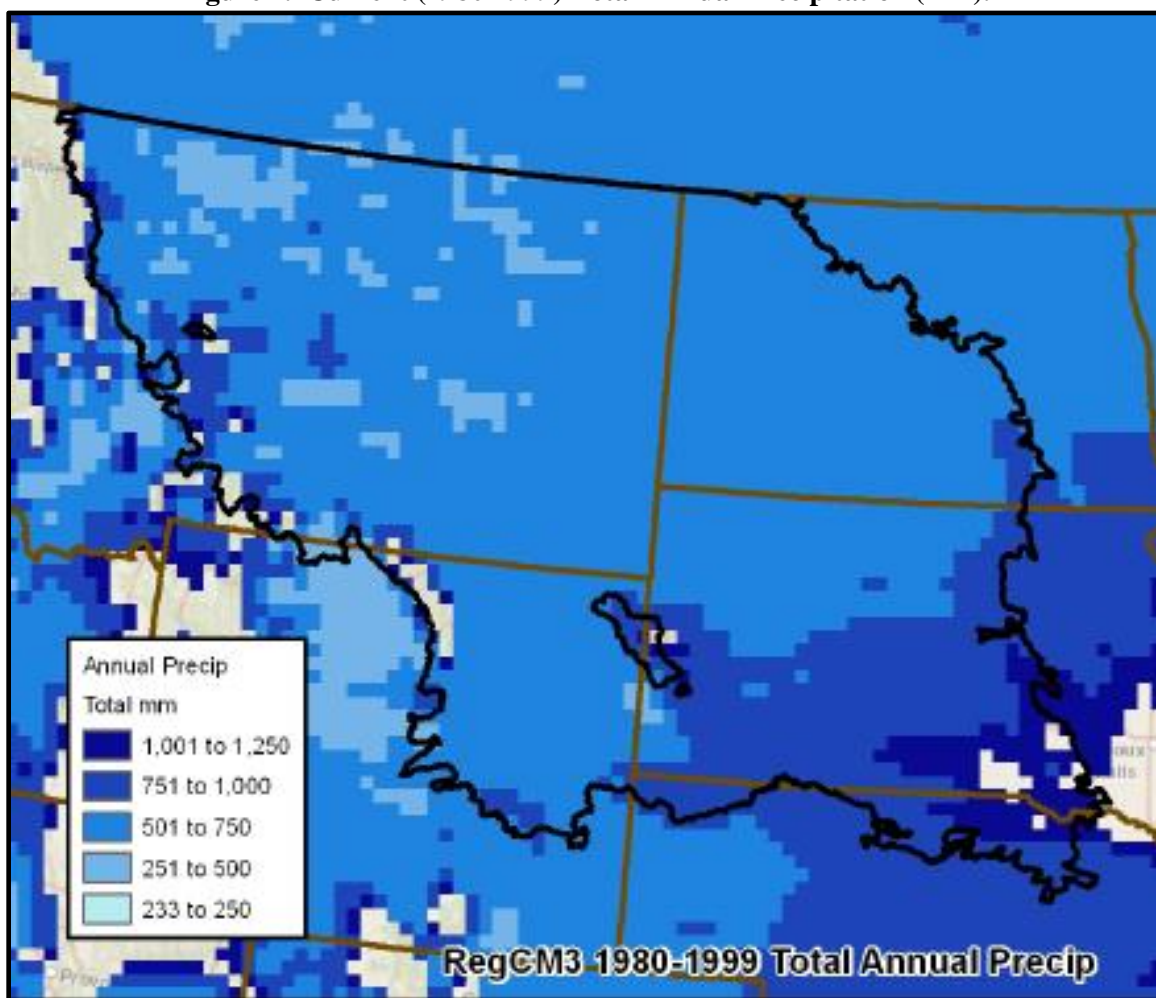 Annual Precip
Total mm
1,001 to 1,250
751 to 1,000
501 to 750
251 to 500
233 to 250
RegCM3 1980-1999 Total Annual Precip